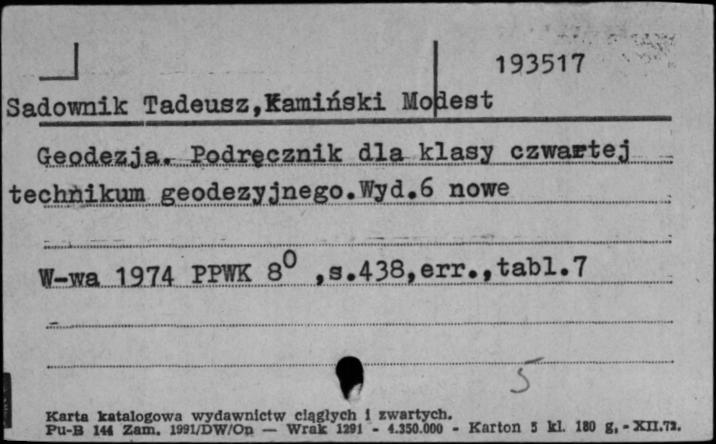 193517
Sadownik Tadeusz,Kamiński Modest
Geodezja. Podręcznik dla klasy czwartej
technikum geodezyjnego.Wyd.6 nowe
W-wa 1974 PPWK 8⁰ ,s.438,err.,tabl.7
5
Karta katalogowa wydawnictw ciągłych i zwartych.
Pu-B 144 Zam. 1991/DW/Op — Wrak 1291 - 4.350.000 - Karton 5 kl. 180 g. - XII.72.